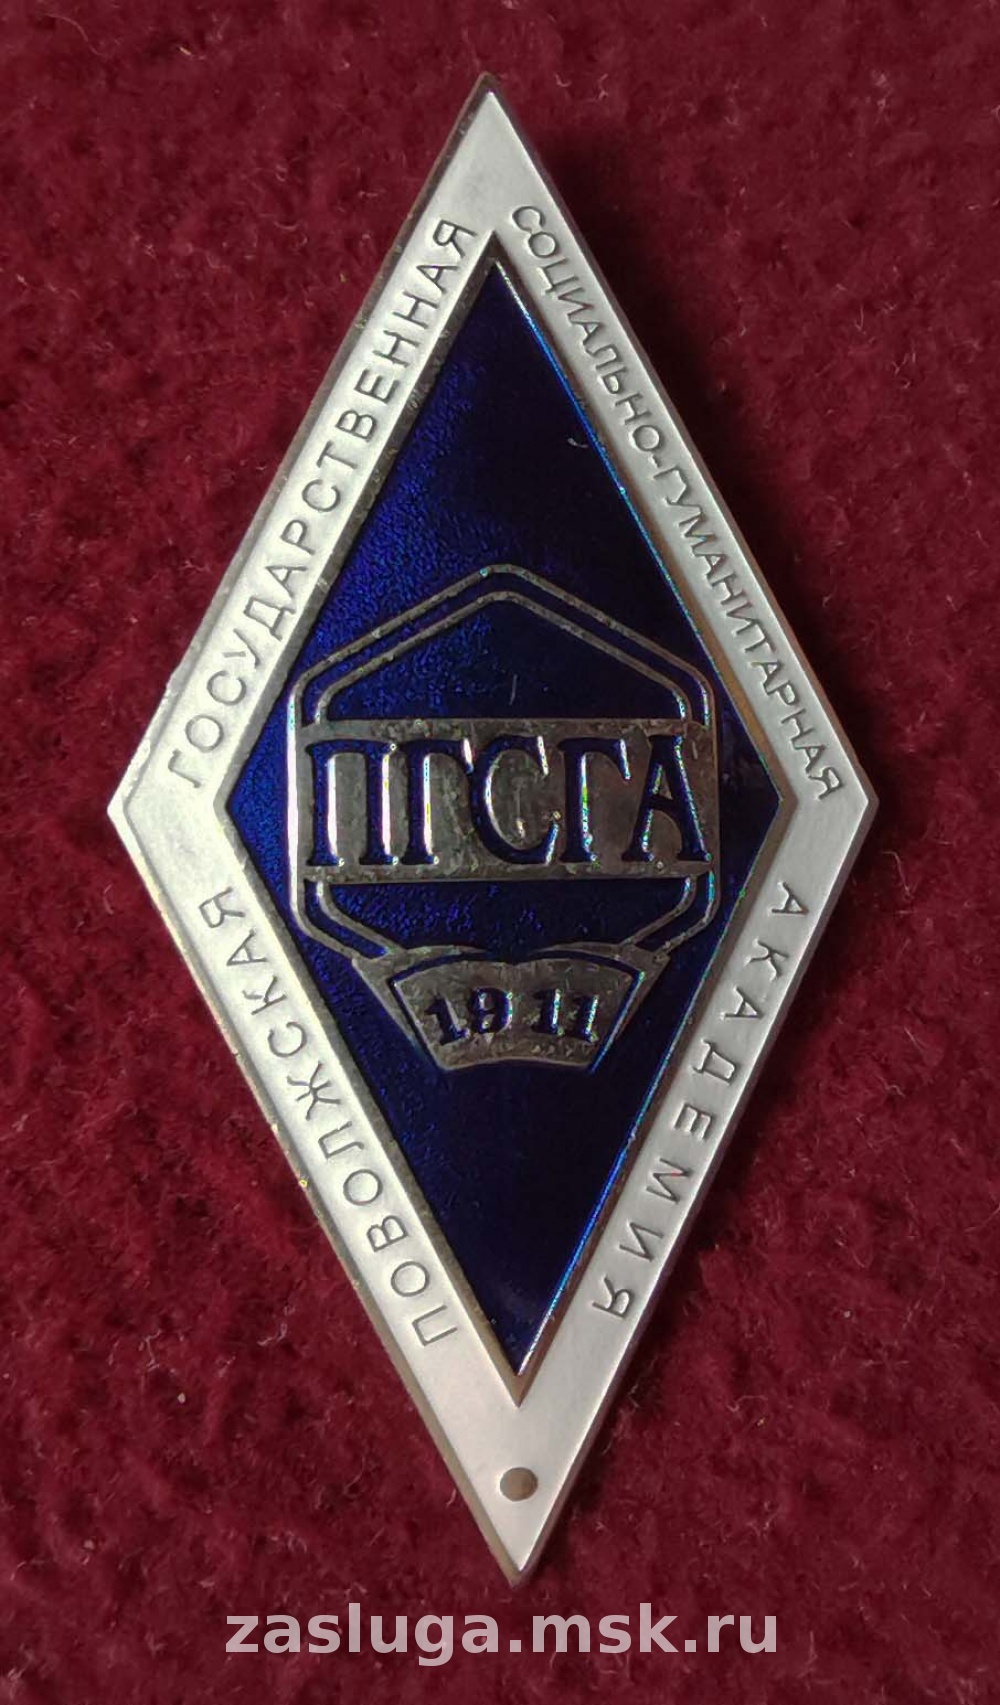 ПОВОЛЖСКАЯ
ГОСУДАРСТВЕННАЯ
СОЦИАЛЬНО-ГУМАНИТАРНАЯ
АКАДЕМИЯ
ПГСГА
1911
zasluga.msk.ru